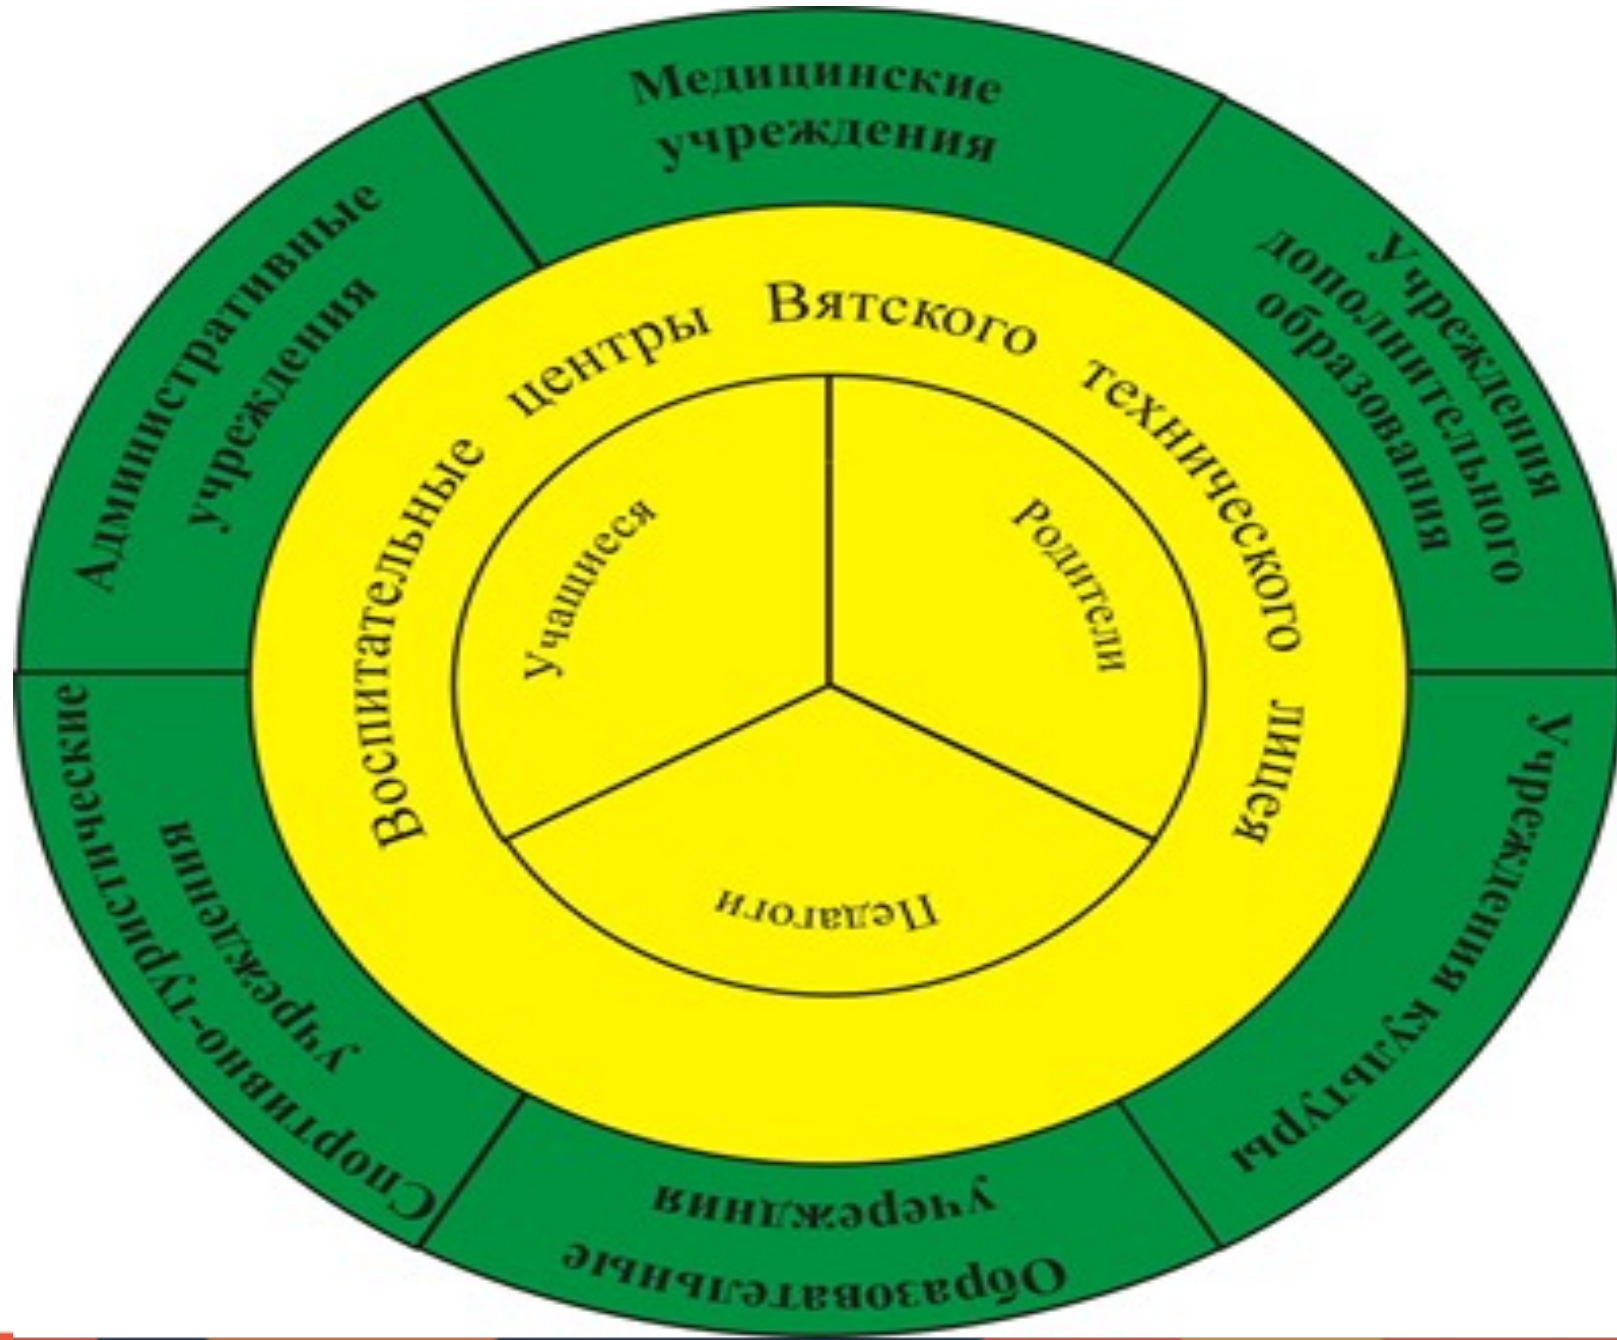 Медицинские
учреждения
Учреждения
дополнительного
образования
Учреждения культуры
Образовательные
учереждния
Спортивно-туристические
учреждения
Административные
учреждения
Воспитательные центры Вятского технического лицея
Учащиеся
Родители
Педагоги